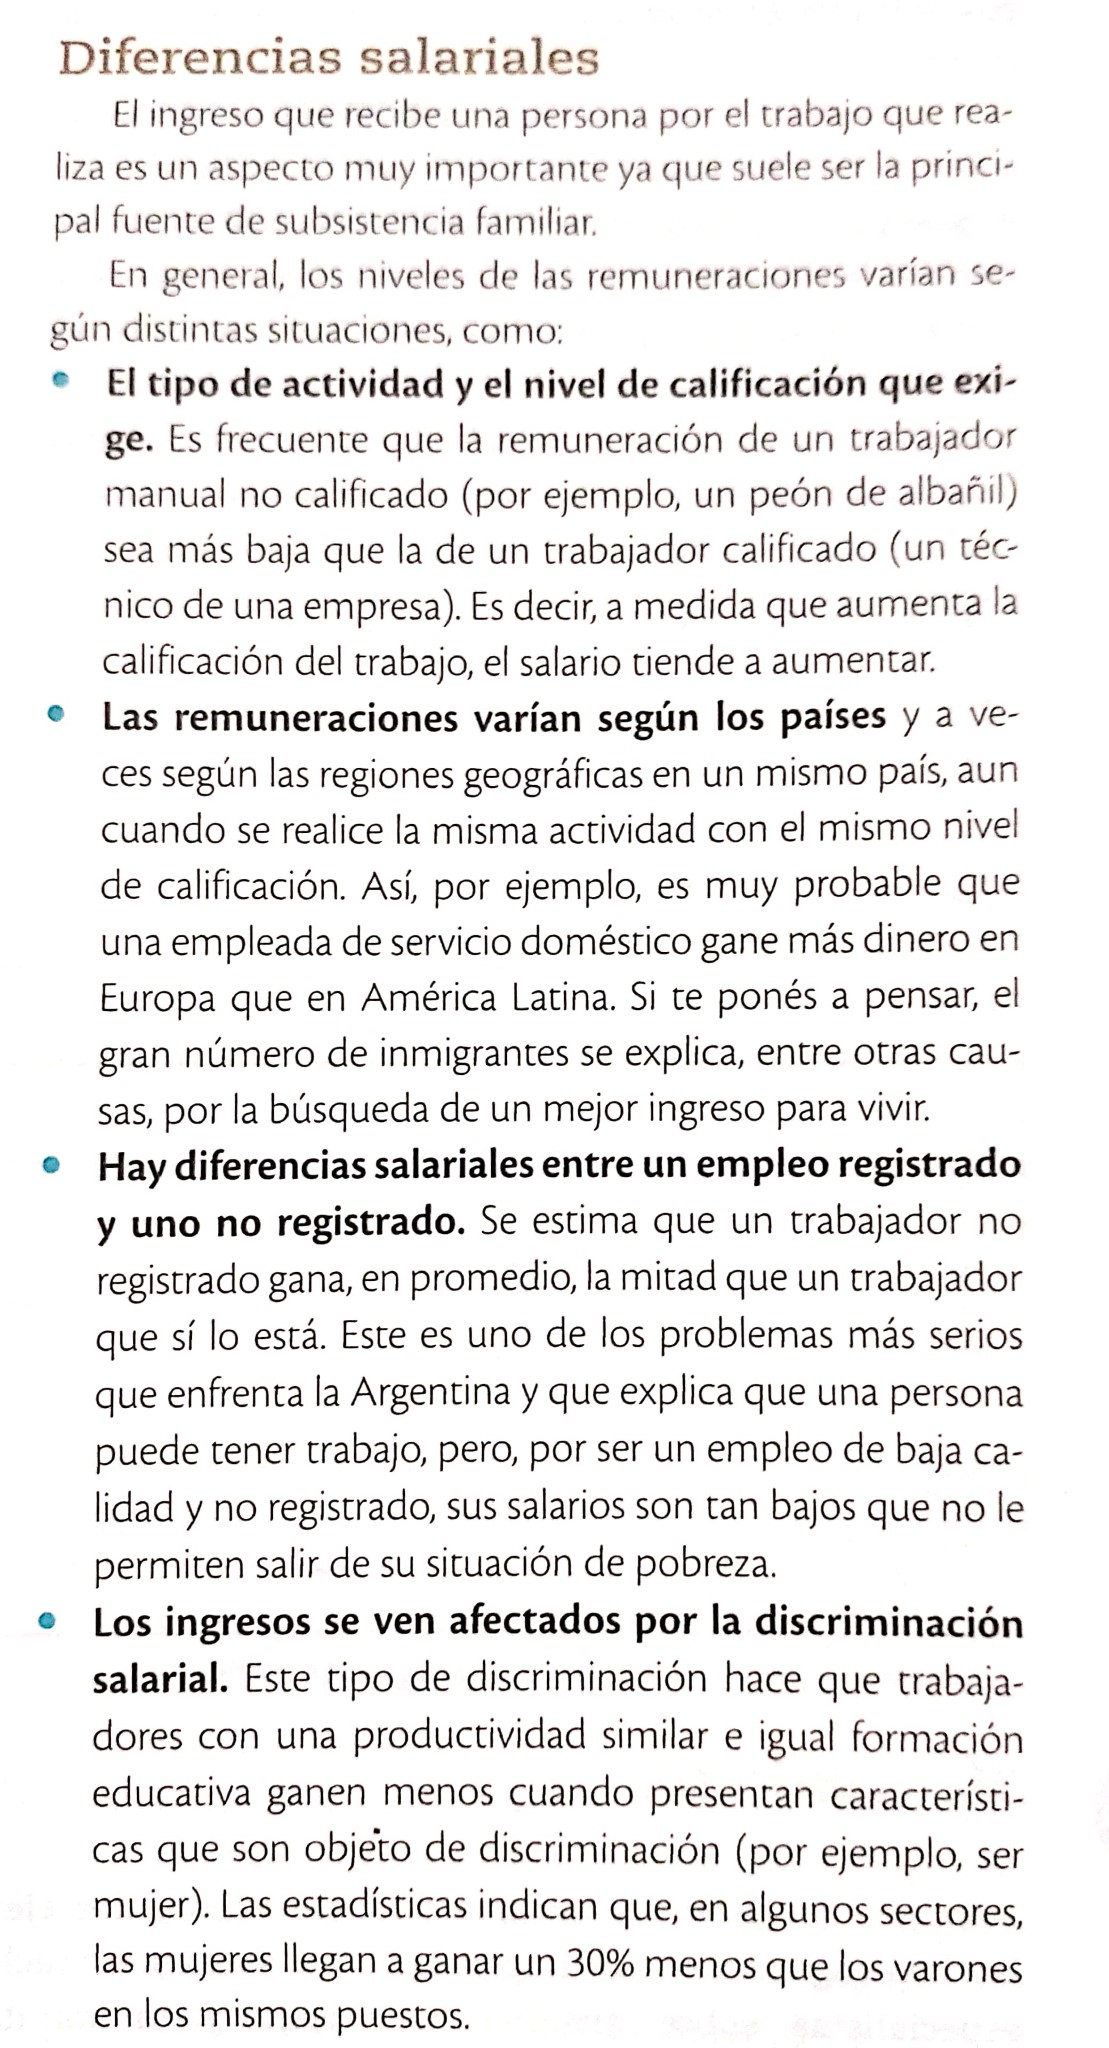 Diferencias salariales
El ingreso que recibe una persona por el trabajo que rea-
liza es un aspecto muy importante ya que suele ser la princi-
pal fuente de subsistencia familiar.
En general, los niveles de las remuneraciones varían se-
gún distintas situaciones, como:
• El tipo de actividad y el nivel de calificación que exi-
ge. Es frecuente que la remuneración de un trabajador
manual no calificado (por ejemplo, un peón de albañil)
sea más baja que la de un trabajador calificado (un téc-
nico de una empresa). Es decir, a medida que aumenta la
calificación del trabajo, el salario tiende a aumentar.
• Las remuneraciones varían según los países y a ve-
ces según las regiones geográficas en un mismo país, aun
cuando se realice la misma actividad con el mismo nivel
de calificación. Así, por ejemplo, es muy probable que
una empleada de servicio doméstico gane más dinero en
Europa que en América Latina. Si te ponés a pensar, el
gran número de inmigrantes se explica, entre otras cau-
sas, por la búsqueda de un mejor ingreso para vivir.
• Hay diferencias salariales entre un empleo registrado
y uno no registrado. Se estima que un trabajador no
registrado gana, en promedio, la mitad que un trabajador
que sí lo está. Este es uno de los problemas más serios
que enfrenta la Argentina y que explica que una persona
puede tener trabajo, pero, por ser un empleo de baja ca-
lidad y no registrado, sus salarios son tan bajos que no le
permiten salir de su situación de pobreza.
• Los ingresos se ven afectados por la discriminación
salarial. Este tipo de discriminación hace que trabaja-
dores con una productividad similar e igual formación
educativa ganen menos cuando presentan característi-
cas que son objeto de discriminación (por ejemplo, ser
mujer). Las estadísticas indican que, en algunos sectores,
las mujeres llegan a ganar un 30% menos que los varones
en los mismos puestos.